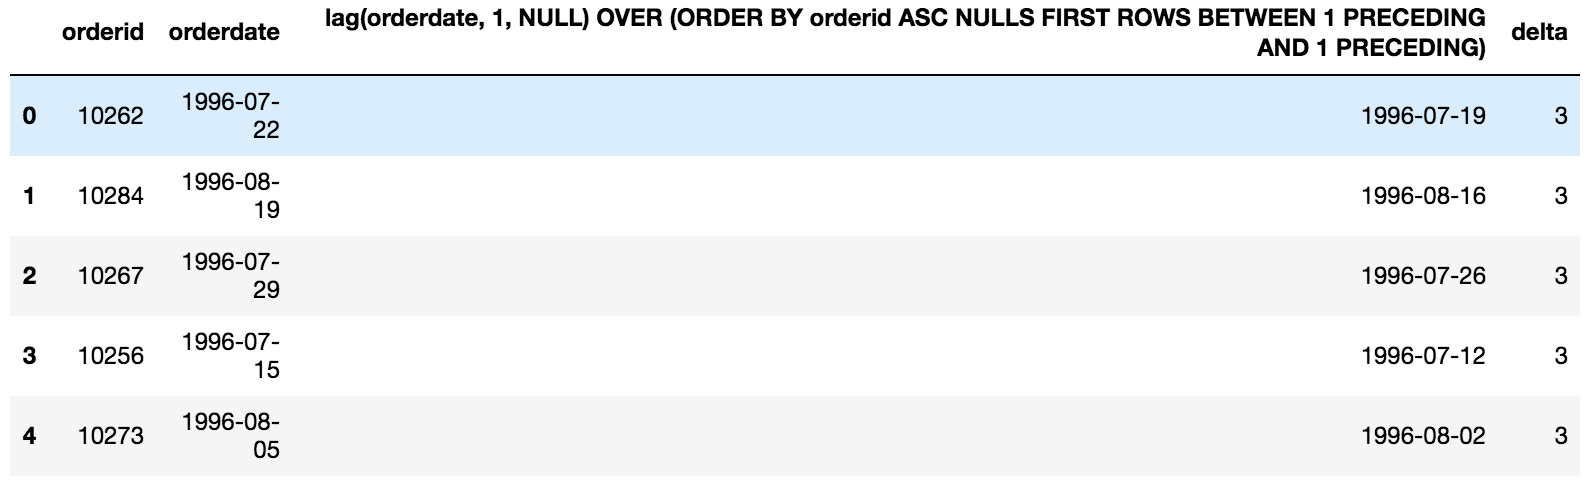 orderid orderdate lag(orderdate, 1, NULL) OVER (ORDER BY orderid ASC NULLS FIRST ROWS BETWEEN 1 PRECEDING
AND 1 PRECEDING) delta
0 10262 1996-07-
22 1996-07-19 3
1 10284 1996-08-
19 1996-08-16 3
2 10267 1996-07-
29 1996-07-26 3
3 10256 1996-07-
15 1996-07-12 3
4 10273 1996-08-
05 1996-08-02 3